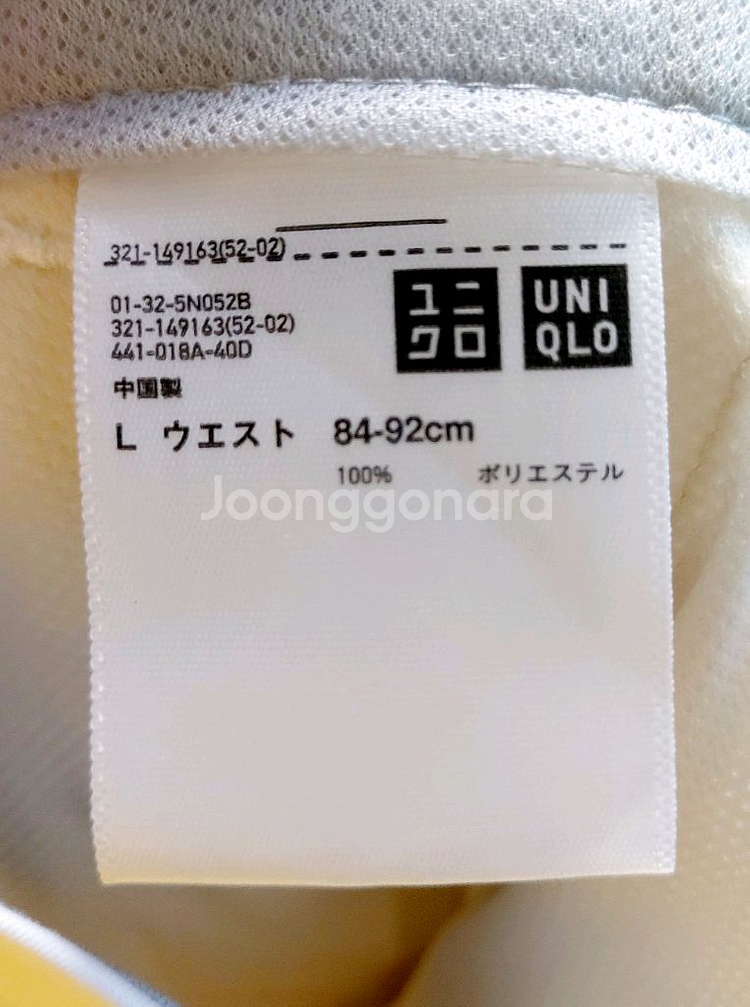 321-149163(52-02)
01-32-5N052B
321-149163(52-02)
441-018A-40D
ユニ
クロ
UNI
QLO
中国製
L ウエスト 84-92cm
100% ポリエステル
Joonggonara